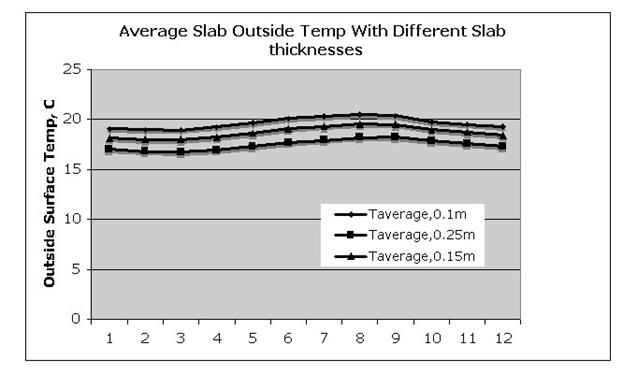 Average Slab Outside Temp With Different Slab
thicknesses
Outside Surface Temp, C
25
20
15
10
5
0
Taverage,0.1m
Taverage,0.25m
Taverage,0.15m
1 2 3 4 5 6 7 8 9 10 11 12